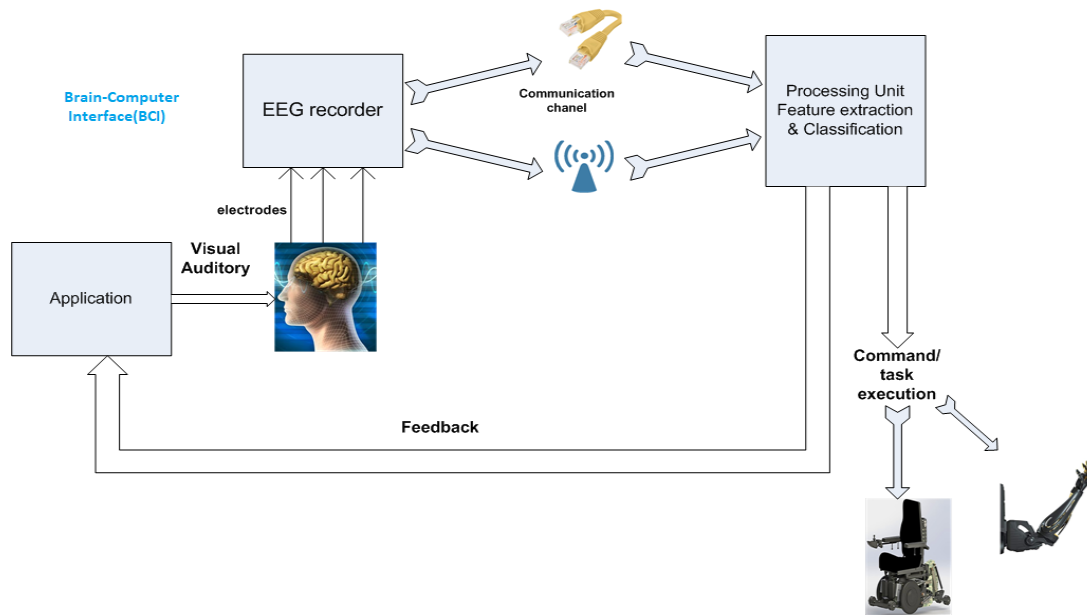 Brain-Computer
Interface(BCI)
EEG recorder
Communication
chanel
Processing Unit
Feature extraction
& Classification
electrodes
Visual
Auditory
Application
Command/
task
execution
Feedback